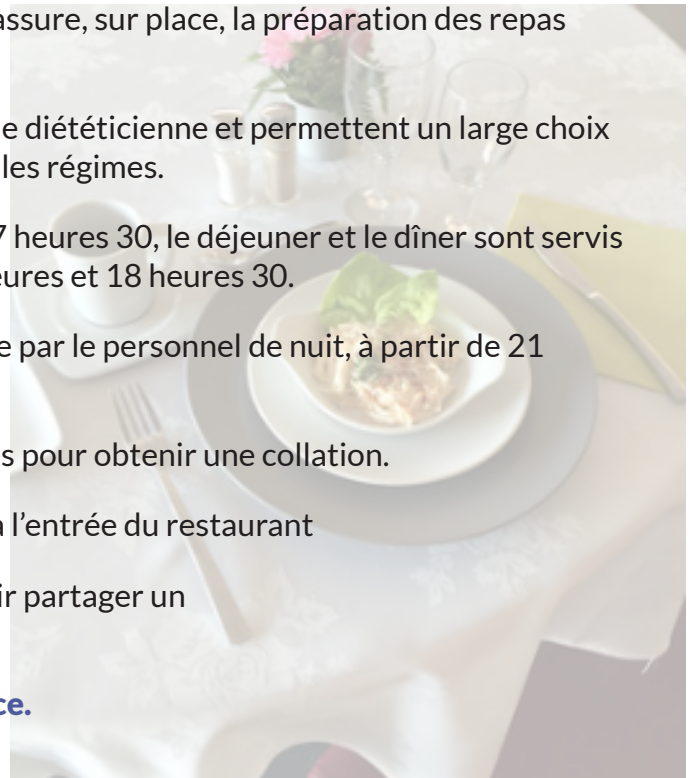 assure, sur place, la préparation des repas
e diététicienne et permettent un large choix
les régimes.
7 heures 30, le déjeuner et le dîner sont servis
eures et 18 heures 30.
e par le personnel de nuit, à partir de 21
s pour obtenir une collation.
à l’entrée du restaurant
ir partager un
ce.